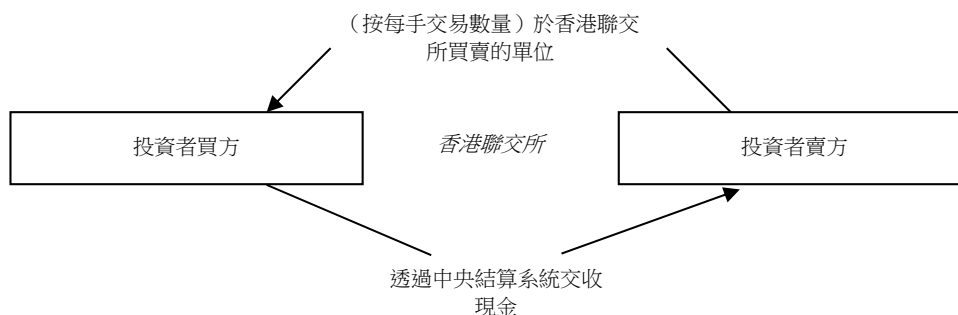 （按每手交易數量）於香港聯交
所買賣的單位
投資者買方
香港聯交所
投資者賣方
透過中央結算系統交收
現金